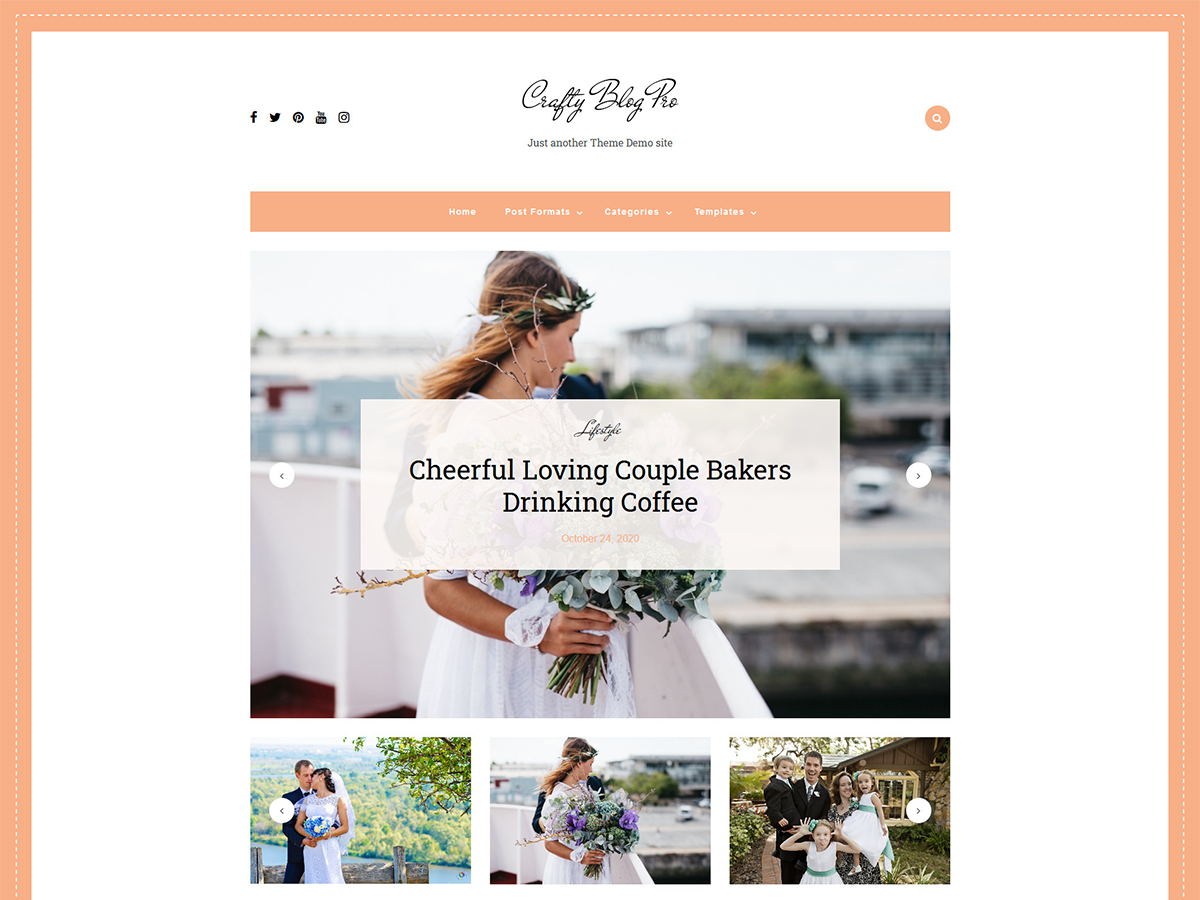 Crafty Blog Pro
Just another Theme Demo site
Home Post Formats Categories Templates
Lifestyle
Cheerful Loving Couple Bakers
Drinking Coffee
October 24, 2020